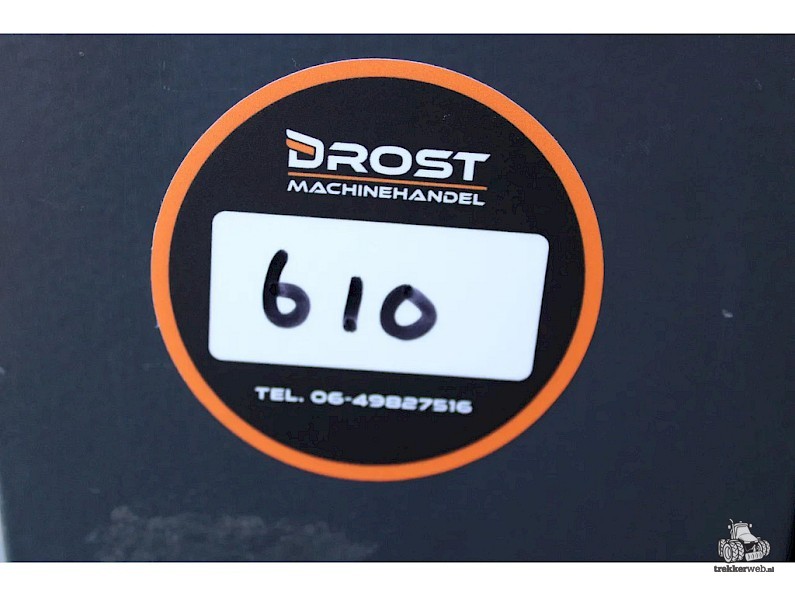 DROST
MACHINEHANDEL
610
TEL. 06-49827516
trekkerweb.nl